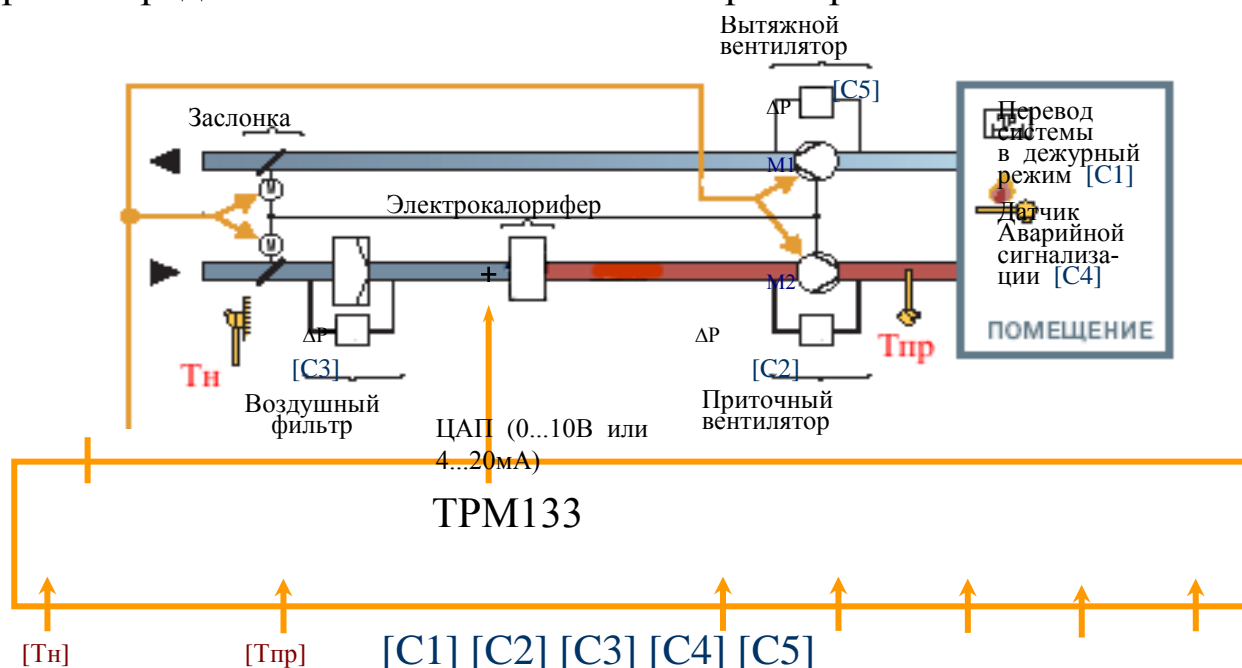 Вытяжной
вентилятор
[C5]
ΔP
Заслонка
M1
Перевод
системы
в дежурный
режим [C1]
Датчик
Аварийной
сигнализа-
ции [C4]
Электрокалорифер
M
M
+
M2
ΔP
ΔP
Тн
Тпр
ПОМЕЩЕНИЕ
[C3]
[C2]
Воздушный
фильтр
Приточный
вентилятор
ЦАП (0...10В или
4...20мА)
ТРМ133
[Тн]
[Тпр]
[C1] [C2] [C3] [C4] [C5]